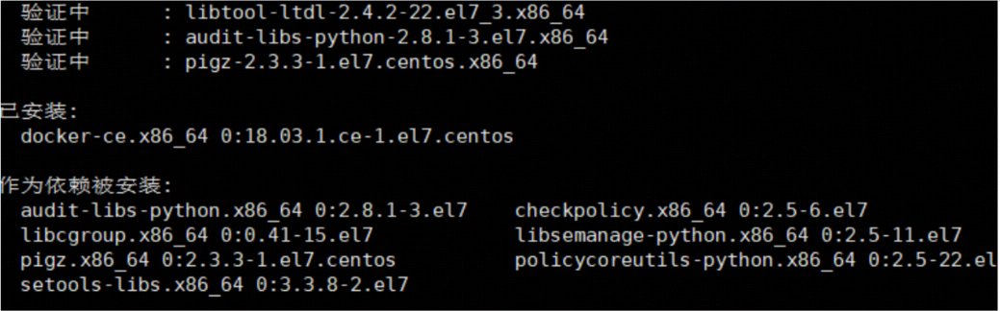 验证中      : libtool-ltdl-2.4.2-22.el7_3.x86_64
验证中      : audit-libs-python-2.8.1-3.el7.x86_64
验证中      : pigz-2.3.3-1.el7.centos.x86_64
已安装:
docker-ce.x86_64 0:18.03.1.ce-1.el7.centos
作为依赖被安装:
audit-libs-python.x86_64 0:2.8.1-3.el7    checkpolicy.x86_64 0:2.5-6.el7
libcgroup.x86_64 0:0.41-15.el7    libsemanage-python.x86_64 0:2.5-11.el7
pigz.x86_64 0:2.3.3-1.el7.centos    policycoreutils-python.x86_64 0:2.5-22.el
setools-libs.x86_64 0:3.3.8-2.el7